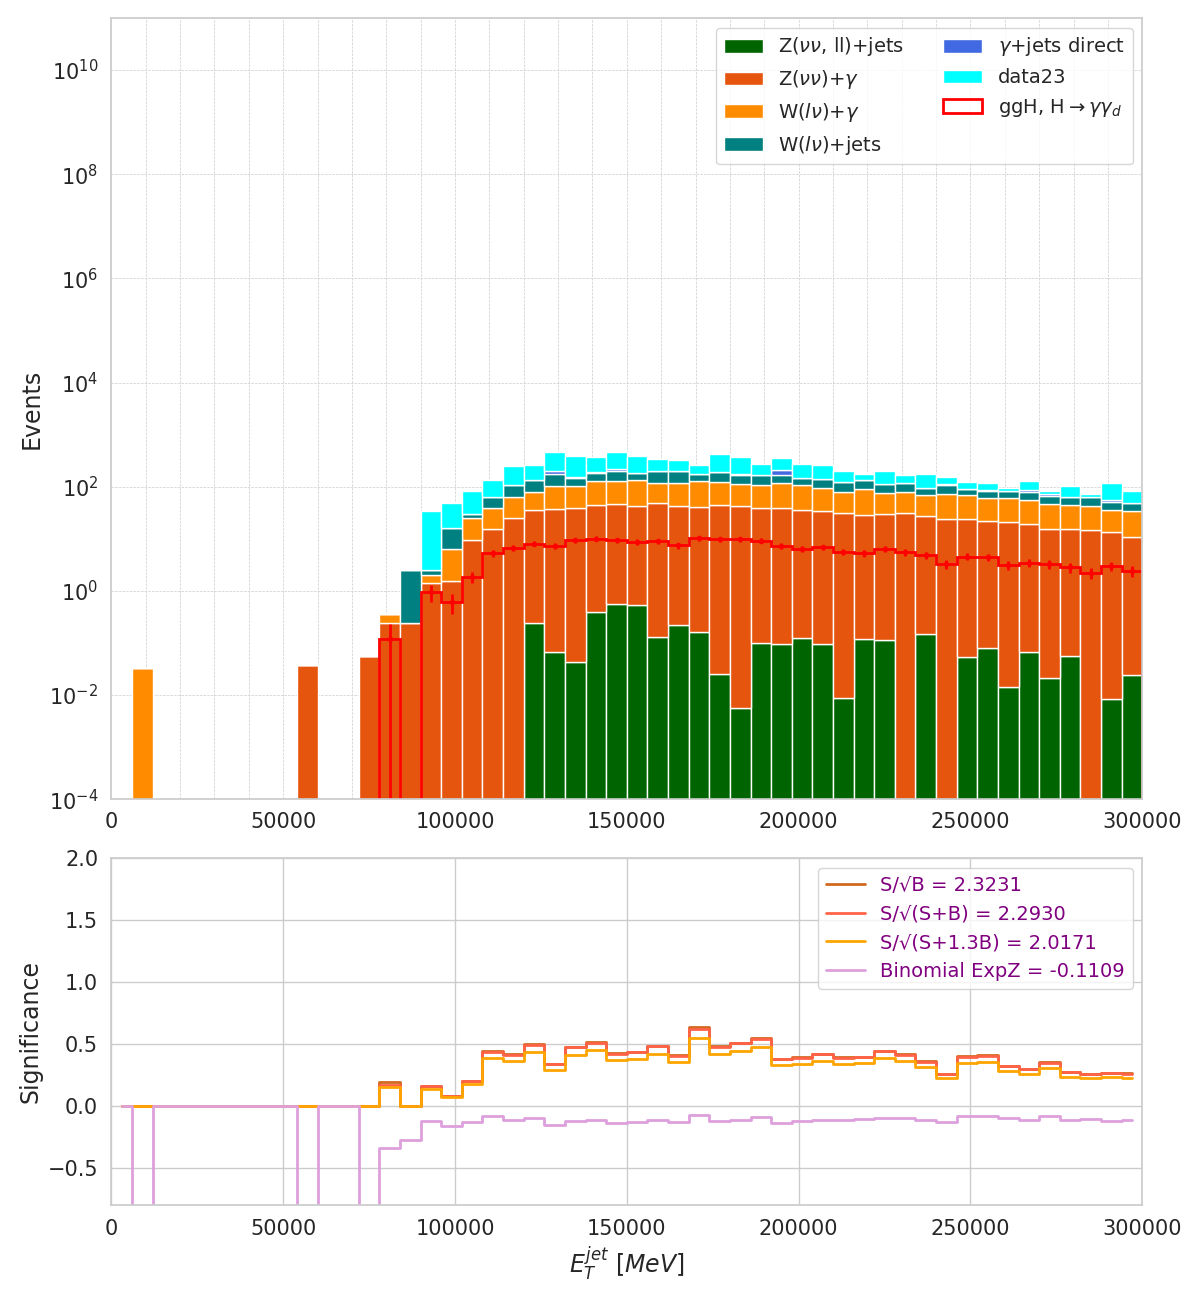 Z(νν, ll)+jets
Z(νν)+γ
W(lν)+γ
W(lν)+jets
γ+jets direct
data23
ggH, H→γγ_d
Events
10^10
10^8
10^6
10^4
10^2
10^0
10^−2
10^−4
0 50000 100000 150000 200000 250000 300000
S/√B = 2.3231
S/√(S+B) = 2.2930
S/√(S+1.3B) = 2.0171
Binomial ExpZ = -0.1109
Significance
2.0
1.5
1.0
0.5
0.0
−0.5
0 50000 100000 150000 200000 250000 300000
E_T^jet [MeV]